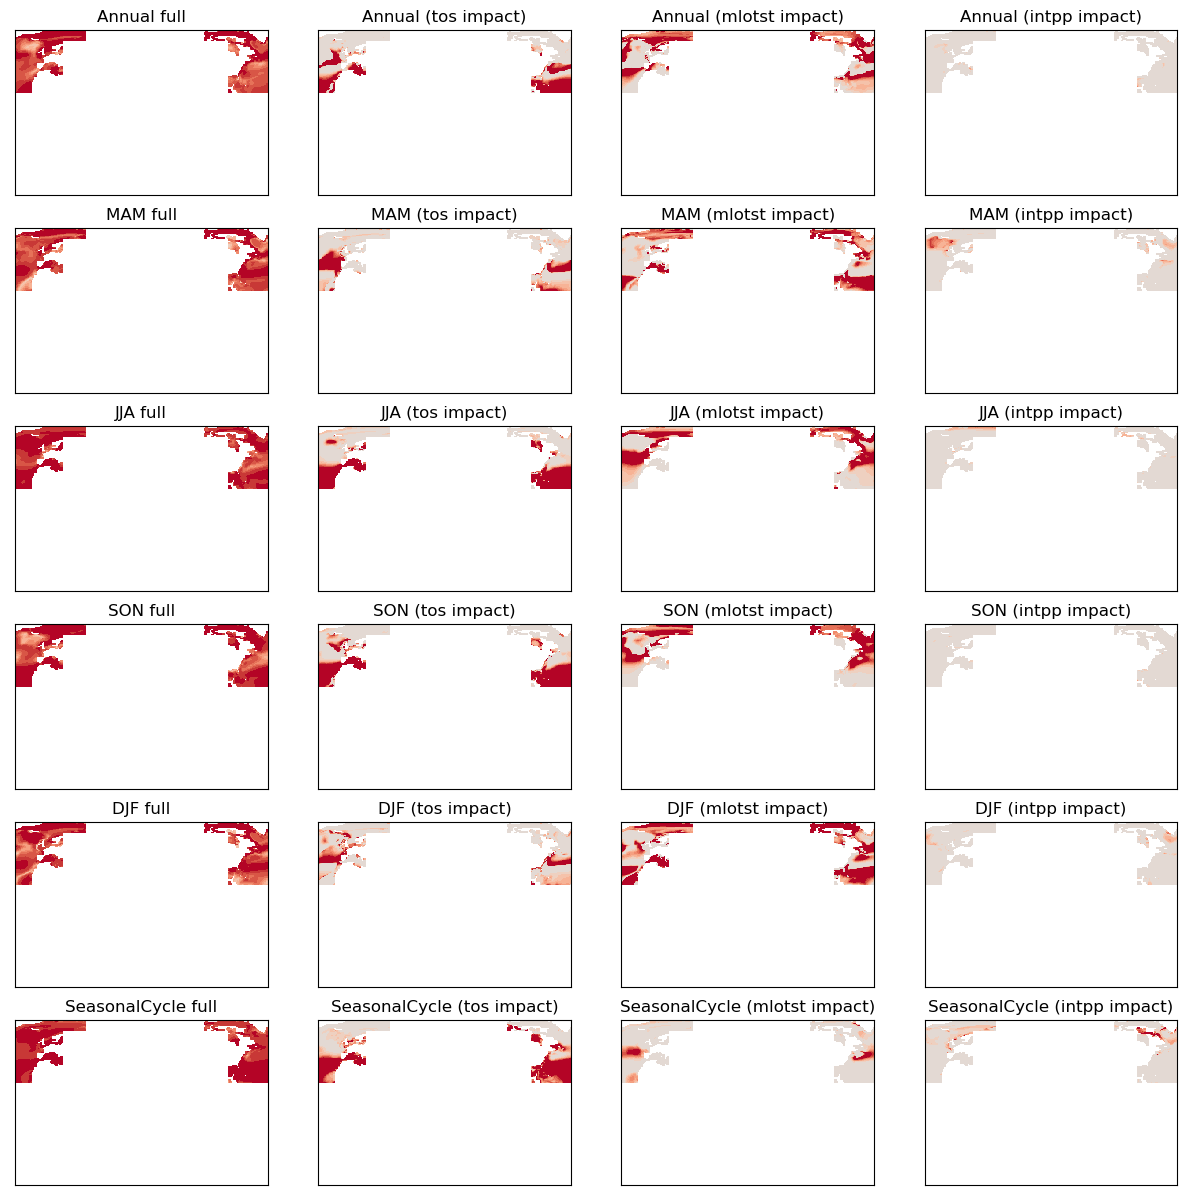 Annual full
Annual (tos impact)
Annual (mlotst impact)
Annual (intpp impact)
MAM full
MAM (tos impact)
MAM (mlotst impact)
MAM (intpp impact)
JJA full
JJA (tos impact)
JJA (mlotst impact)
JJA (intpp impact)
SON full
SON (tos impact)
SON (mlotst impact)
SON (intpp impact)
DJF full
DJF (tos impact)
DJF (mlotst impact)
DJF (intpp impact)
SeasonalCycle full
SeasonalCycle (tos impact)
SeasonalCycle (mlotst impact)
SeasonalCycle (intpp impact)